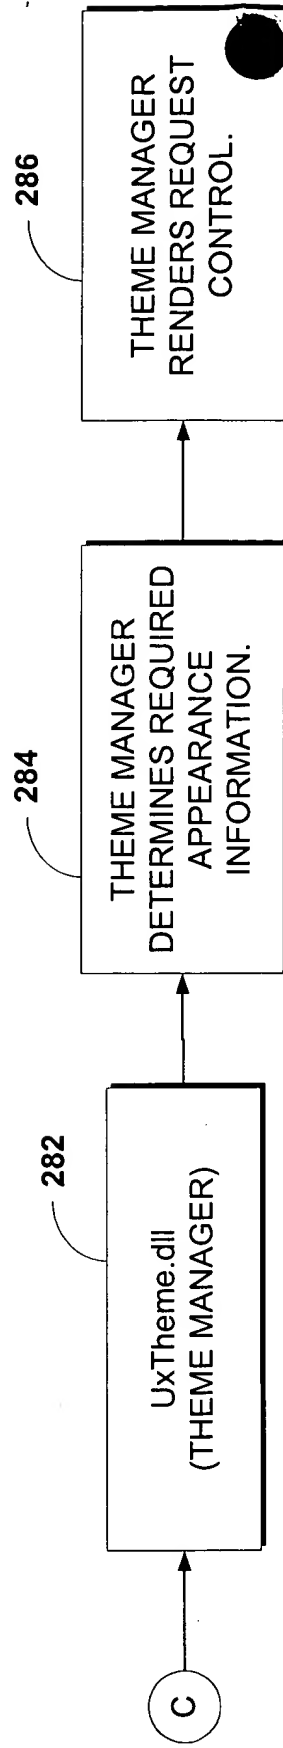 C
282
UxTheme.dll
(THEME MANAGER)
284
THEME MANAGER
DETERMINES REQUIRED
APPEARANCE
INFORMATION.
286
THEME MANAGER
RENDERS REQUEST
CONTROL.